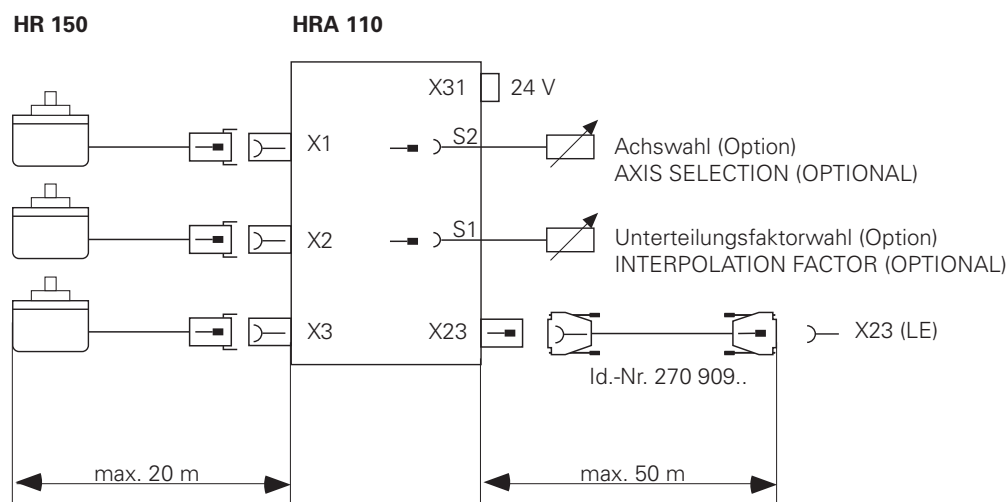 HR 150
HRA 110
X31
24 V
X1
S2
Achswahl (Option)
AXIS SELECTION (OPTIONAL)
X2
S1
Unterteilungsfaktorwahl (Option)
INTERPOLATION FACTOR (OPTIONAL)
X3
X23
X23 (LE)
Id.-Nr. 270 909..
max. 20 m
max. 50 m